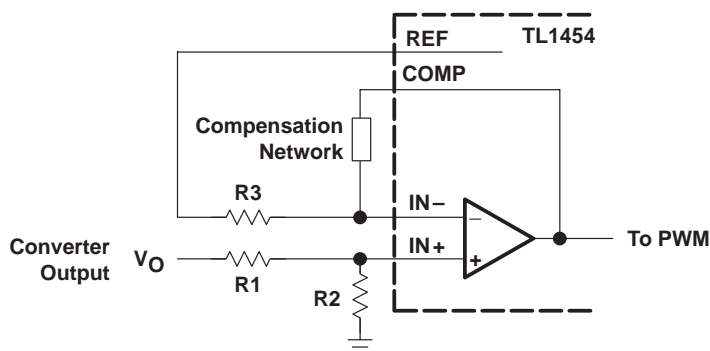 REF
TL1454
COMP
Compensation
Network
R3
IN−
−
To PWM
Converter
Output
VO
IN+
+
R1
R2